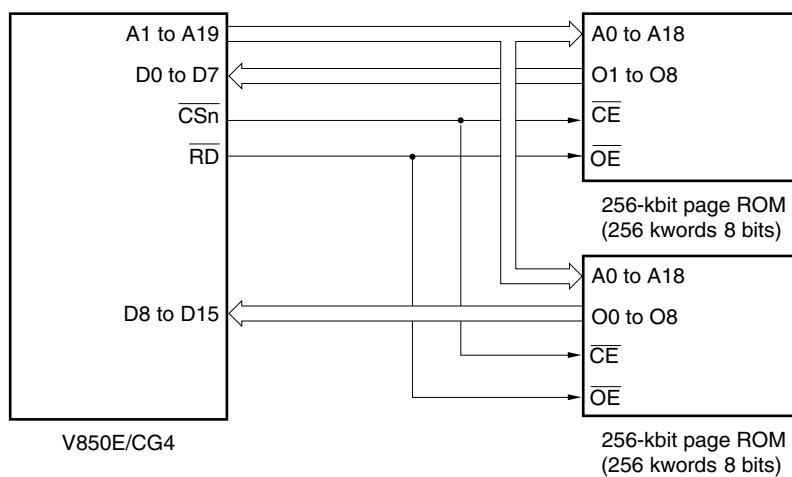 A1 to A19
D0 to D7
CSn
RD
D8 to D15
V850E/CG4
A0 to A18
O1 to O8
CE
OE
256-kbit page ROM
(256 kwords 8 bits)
A0 to A18
O0 to O8
CE
OE
256-kbit page ROM
(256 kwords 8 bits)